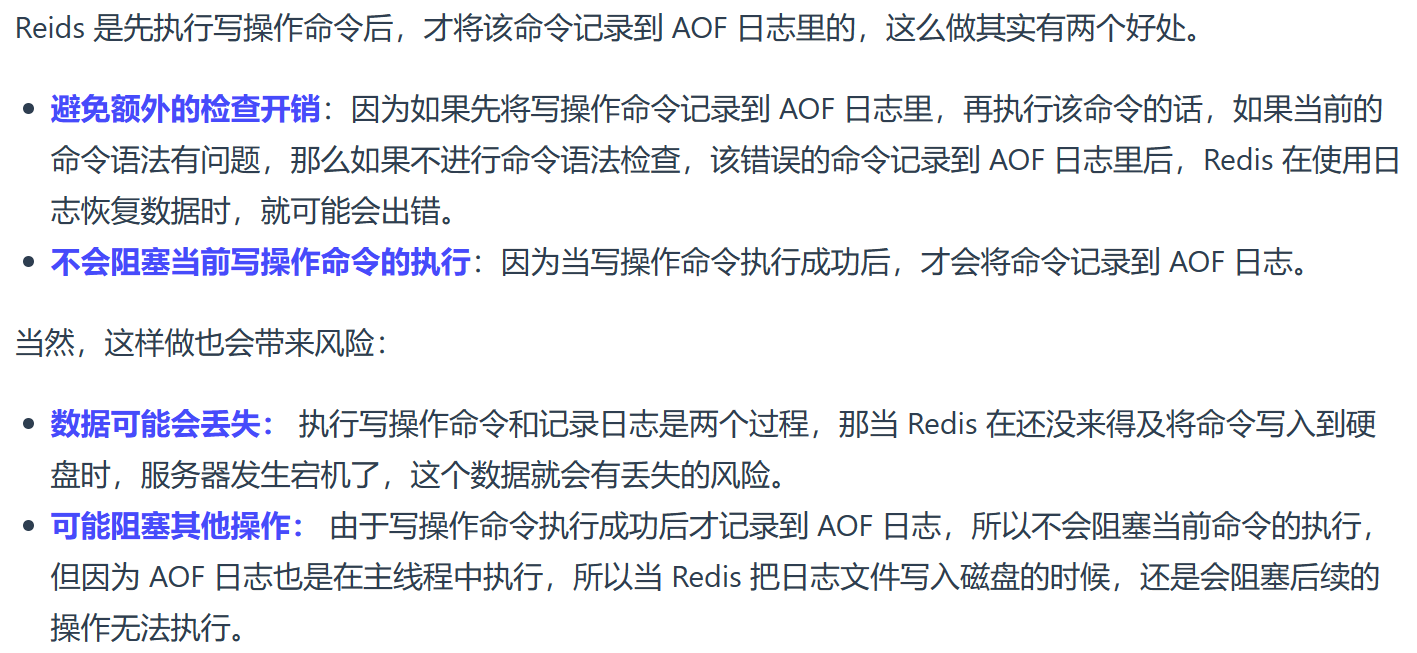 Reids 是先执行写操作命令后，才将该命令记录到 AOF 日志里的，这么做其实有两个好处。
• 避免额外的检查开销：因为如果先将写操作命令记录到 AOF 日志里，再执行该命令的话，如果当前的
命令语法有问题，那么如果不进行命令语法检查，该错误的命令记录到 AOF 日志里后，Redis 在使用日
志恢复数据时，就可能会出错。
• 不会阻塞当前写操作命令的执行：因为当写操作命令执行成功后，才会将命令记录到 AOF 日志。
当然，这样做也会带来风险：
• 数据可能会丢失： 执行写操作命令和记录日志是两个过程，那当 Redis 在还没来得及将命令写入到硬
盘时，服务器发生宕机了，这个数据就会有丢失的风险。
• 可能阻塞其他操作： 由于写操作命令执行成功后才记录到 AOF 日志，所以不会阻塞当前命令的执行，
但因为 AOF 日志也是在主线程中执行，所以当 Redis 把日志文件写入磁盘的时候，还是会阻塞后续的
操作无法执行。